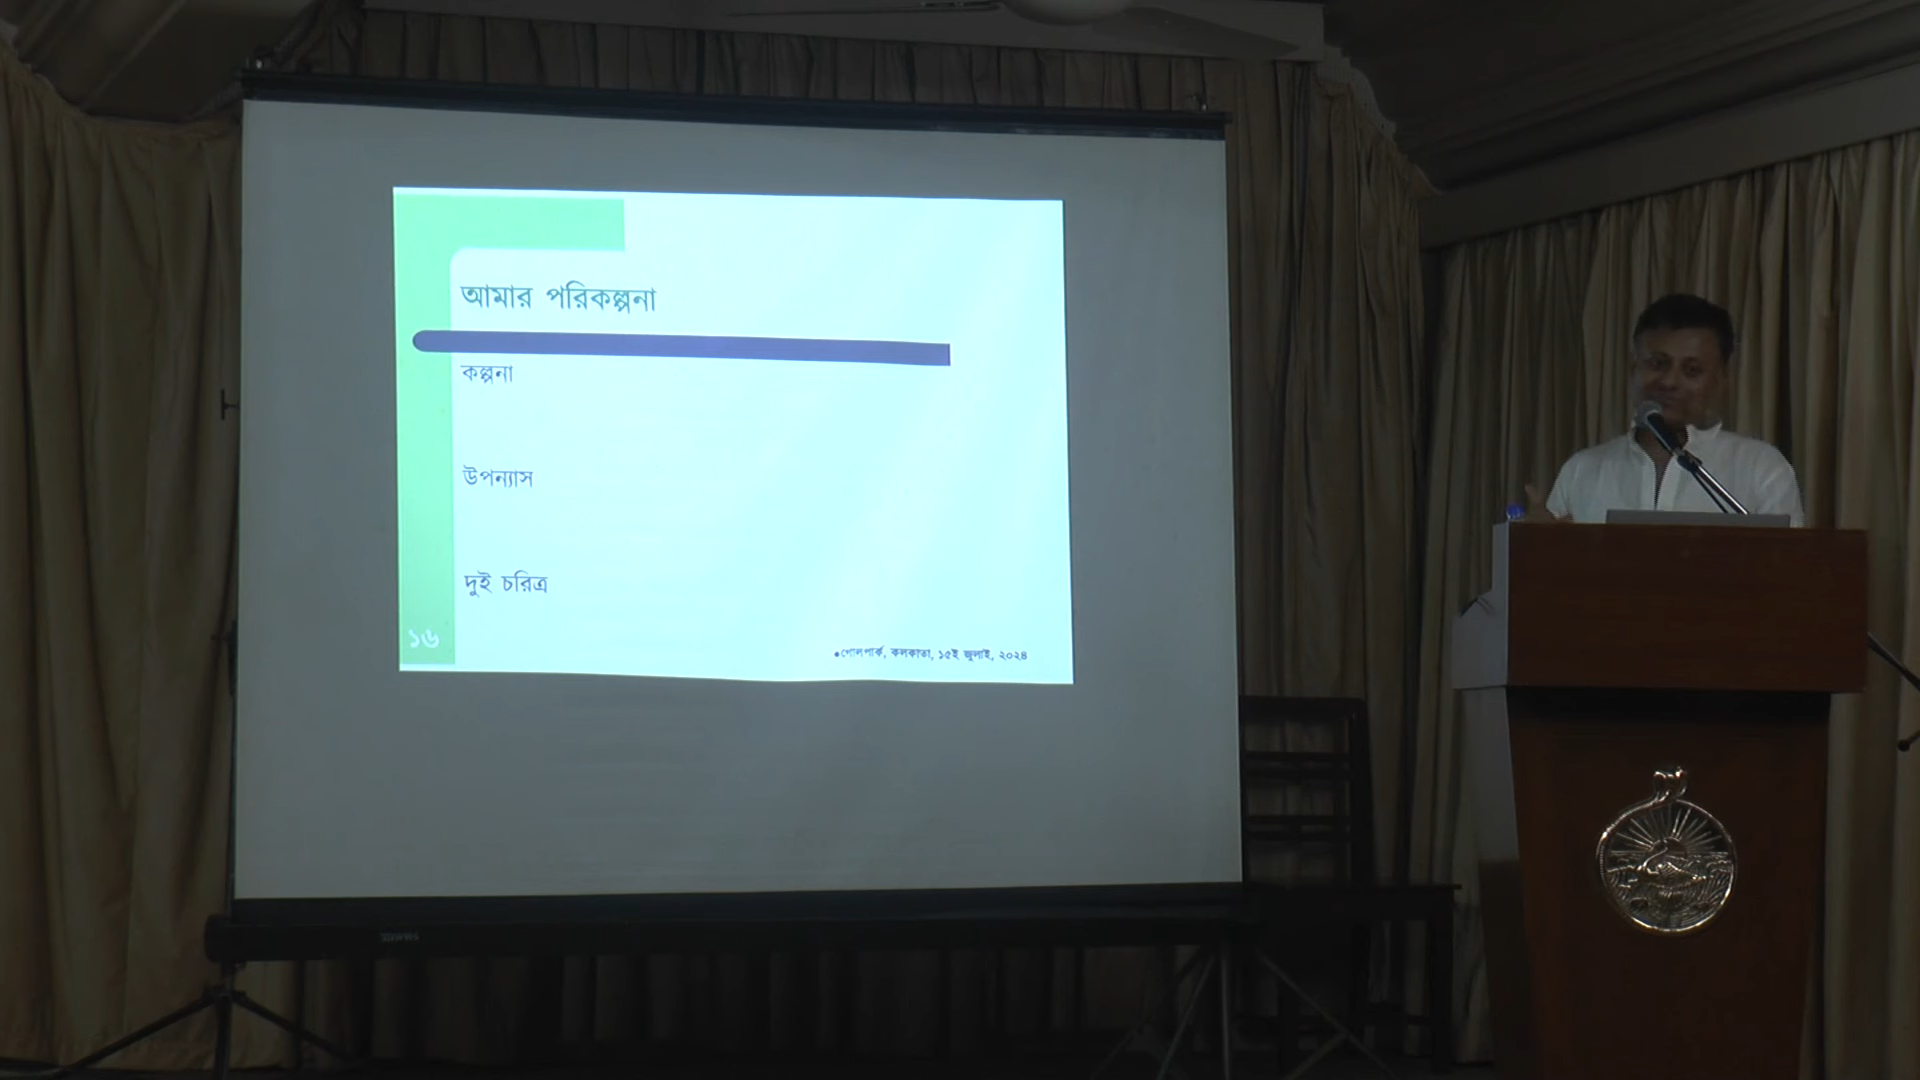 আমার পরিকল্পনা
কল্পনা
উপন্যাস
দুই চরিত্র
১৬
•গোলপার্ক, কলকাতা, ১৫ই জুলাই, ২০২৪